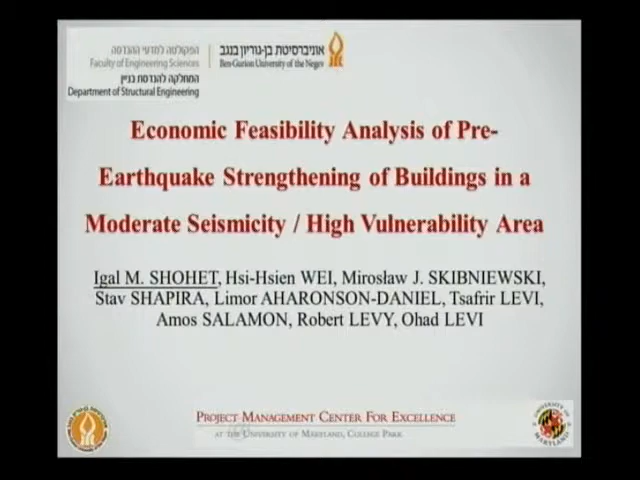 הפקולטה למדעי ההנדסה
Faculty of Engineering Sciences
המחלקה להנדסת בניין
Department of Structural Engineering
אוניברסיטת בן-גוריון בנגב
Ben-Gurion University of the Negev
Economic Feasibility Analysis of Pre-
Earthquake Strengthening of Buildings in a
Moderate Seismicity / High Vulnerability Area
Igal M. SHOHET, Hsi-Hsien WEI, Mirosław J. SKIBNIEWSKI,
Stav SHAPIRA, Limor AHARONSON-DANIEL, Tsafrir LEVI,
Amos SALAMON, Robert LEVY, Ohad LEVI
PROJECT MANAGEMENT CENTER FOR EXCELLENCE
AT THE UNIVERSITY OF MARYLAND, COLLEGE PARK
UNIVERSITY OF
MARYLAND